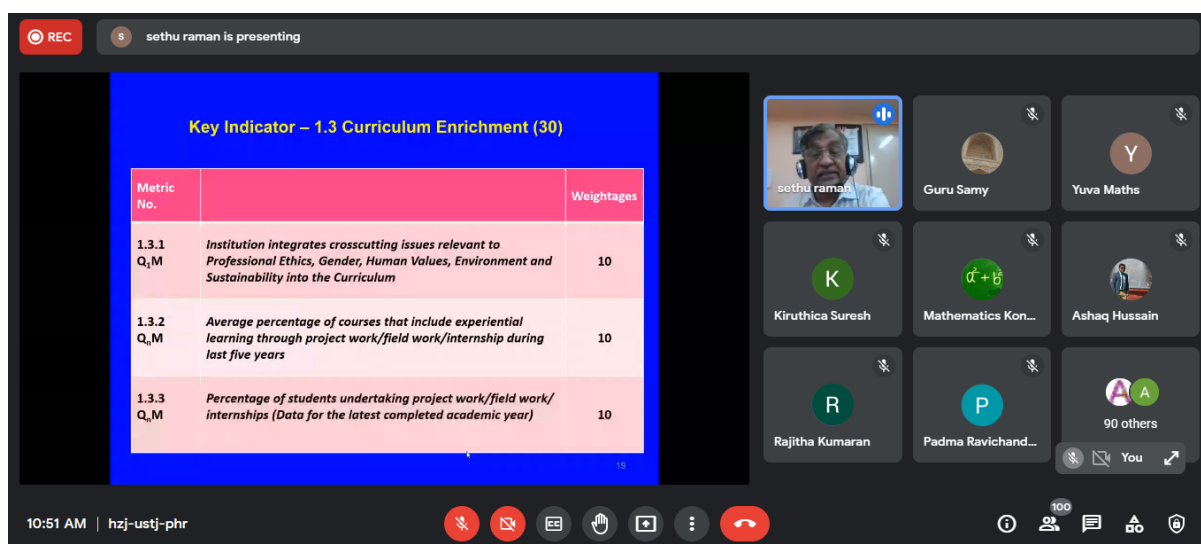 REC
s
sethu raman is presenting
Key Indicator – 1.3 Curriculum Enrichment (30)
Metric
No.
Weightages
1.3.1
Q₁M
Institution integrates crosscutting issues relevant to
Professional Ethics, Gender, Human Values, Environment and
Sustainability into the Curriculum
10
1.3.2
QₙM
Average percentage of courses that include experiential
learning through project work/field work/internship during
last five years
10
1.3.3
QₙM
Percentage of students undertaking project work/field work/
internships (Data for the latest completed academic year)
10
19
sethu raman
Guru Samy
Y
Yuva Maths
K
Kiruthica Suresh
a²+b²
Mathematics Kon...
Ashaq Hussain
R
Rajitha Kumaran
P
Padma Ravichand...
A
A
90 others
You
10:51 AM | hzj-ustj-phr
CC
100